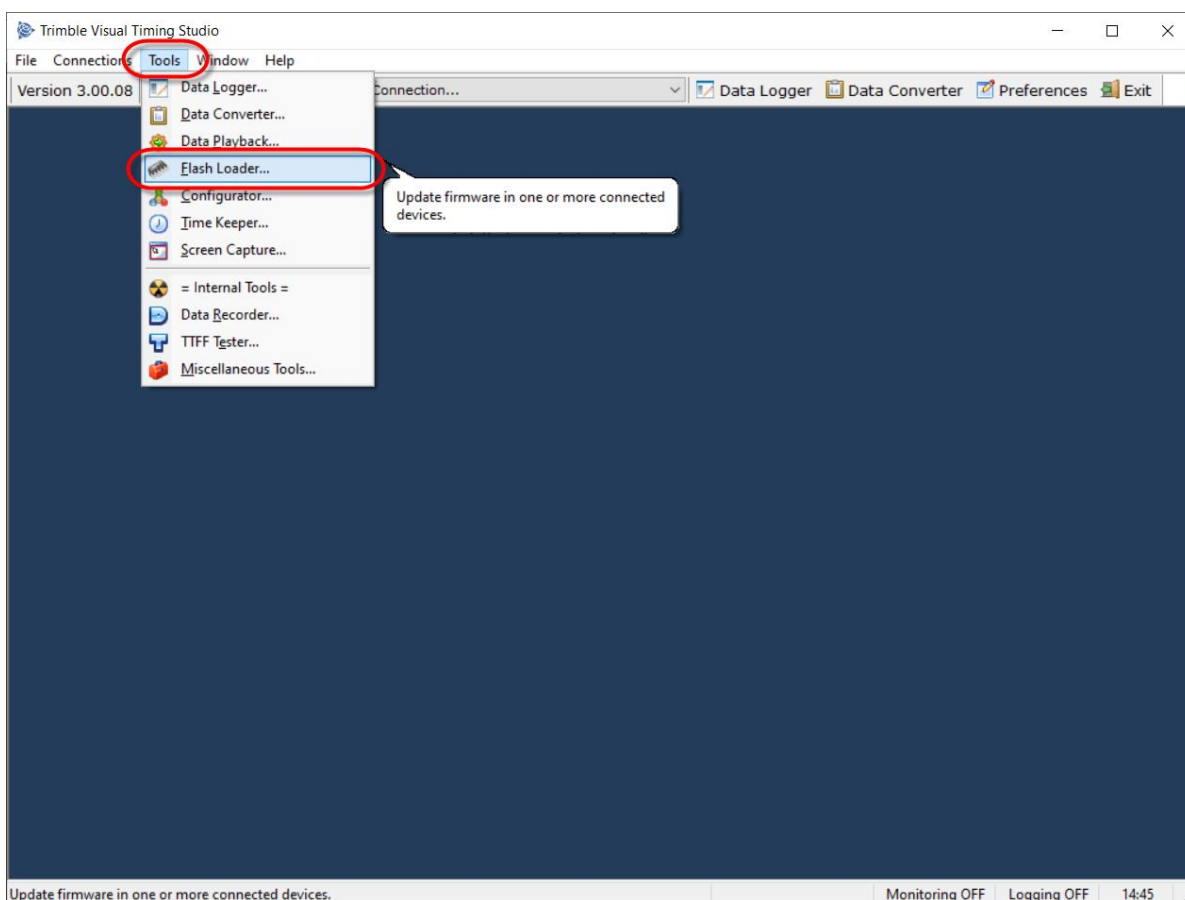 Trimble Visual Timing Studio
File Connections Tools Window Help
Version 3.00.08 Connection... Data Logger Data Converter Preferences Exit
Data Logger...
Data Converter...
Data Playback...
Flash Loader...
Update firmware in one or more connected
devices.
Configurator...
Time Keeper...
Screen Capture...
= Internal Tools =
Data Recorder...
TTFF Tester...
Miscellaneous Tools...
Update firmware in one or more connected devices. Monitoring OFF Logging OFF 14:45